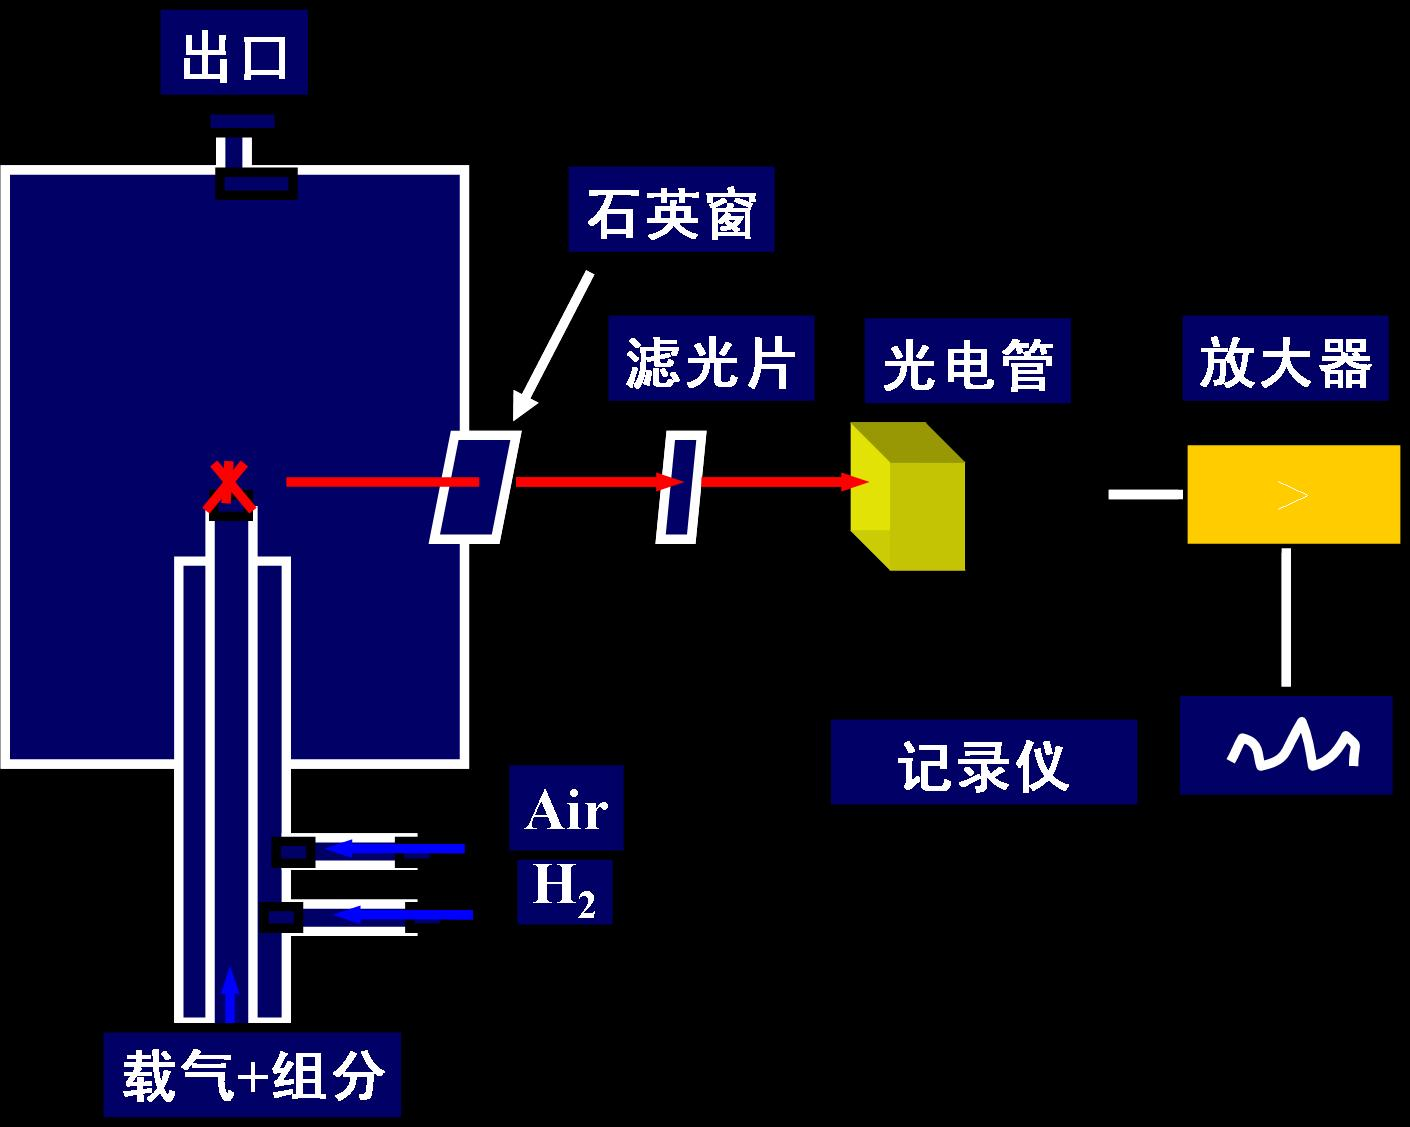 出口
石英窗
滤光片
光电管
放大器
>
记录仪
Air
H₂
载气+组分